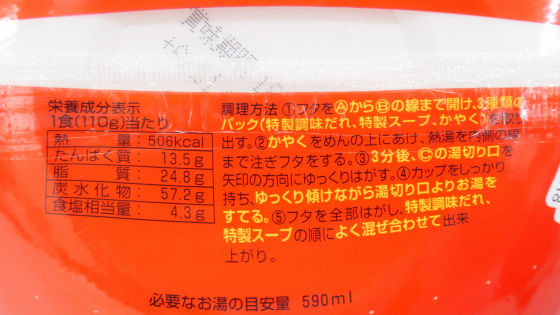 賞味期
栄養成分表示
1食(110g)当たり
熱量: 506kcal
たんぱく質: 13.5g
脂質: 24.8g
炭水化物: 57.2g
食塩相当量: 4.3g
調理方法 ①フタをⒶからⒷの線まで開け、3種類の
パック(特製調味だれ、特製スープ、かやく)を取り
出す。②かやくをめんの上にあけ、熱湯を内側の線
まで注ぎフタをする。③3分後、Ⓒの湯切り口を
矢印の方向にゆっくりはがす。④カップをしっかり
持ち、ゆっくり傾けながら湯切り口よりお湯を
すてる。⑤フタを全部はがし、特製調味だれ、
特製スープの順によく混ぜ合わせて出来
上がり。
必要なお湯の目安量 590ml